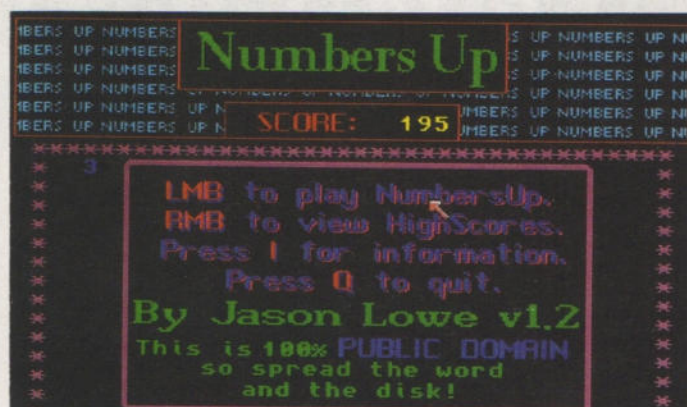 Numbers Up
SCORE: 195
3
LMB to play NumbersUp.
RMB to view HighScores.
Press I for information.
Press Q to quit.
By Jason Lowe v1.2
This is 100% PUBLIC DOMAIN
so spread the word
and the disk!